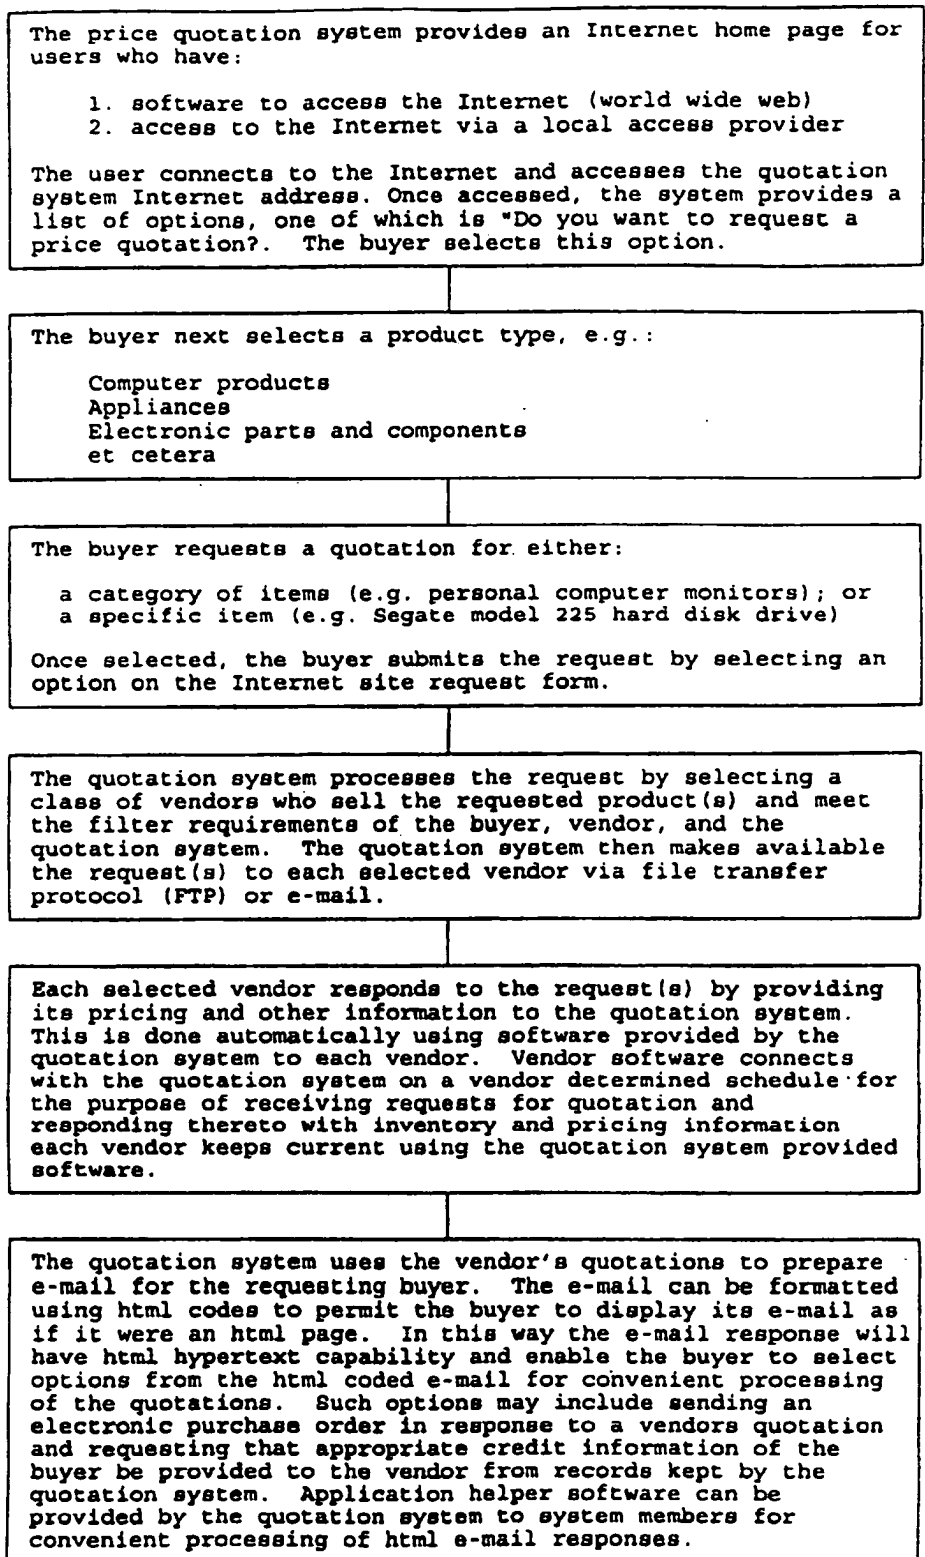 The price quotation system provides an Internet home page for
users who have:
1. software to access the Internet (world wide web)
2. access to the Internet via a local access provider
The user connects to the Internet and accesses the quotation
system Internet address. Once accessed, the system provides a
list of options, one of which is "Do you want to request a
price quotation?. The buyer selects this option.
The buyer next selects a product type, e.g.:
Computer products
Appliances
Electronic parts and components
et cetera
The buyer requests a quotation for either:
a category of items (e.g. personal computer monitors); or
a specific item (e.g. Segate model 225 hard disk drive)
Once selected, the buyer submits the request by selecting an
option on the Internet site request form.
The quotation system processes the request by selecting a
class of vendors who sell the requested product(s) and meet
the filter requirements of the buyer, vendor, and the
quotation system. The quotation system then makes available
the request(s) to each selected vendor via file transfer
protocol (FTP) or e-mail.
Each selected vendor responds to the request(s) by providing
its pricing and other information to the quotation system.
This is done automatically using software provided by the
quotation system to each vendor. Vendor software connects
with the quotation system on a vendor determined schedule for
the purpose of receiving requests for quotation and
responding thereto with inventory and pricing information
each vendor keeps current using the quotation system provided
software.
The quotation system uses the vendor's quotations to prepare
e-mail for the requesting buyer. The e-mail can be formatted
using html codes to permit the buyer to display its e-mail as
if it were an html page. In this way the e-mail response will
have html hypertext capability and enable the buyer to select
options from the html coded e-mail for convenient processing
of the quotations. Such options may include sending an
electronic purchase order in response to a vendors quotation
and requesting that appropriate credit information of the
buyer be provided to the vendor from records kept by the
quotation system. Application helper software can be
provided by the quotation system to system members for
convenient processing of html e-mail responses.